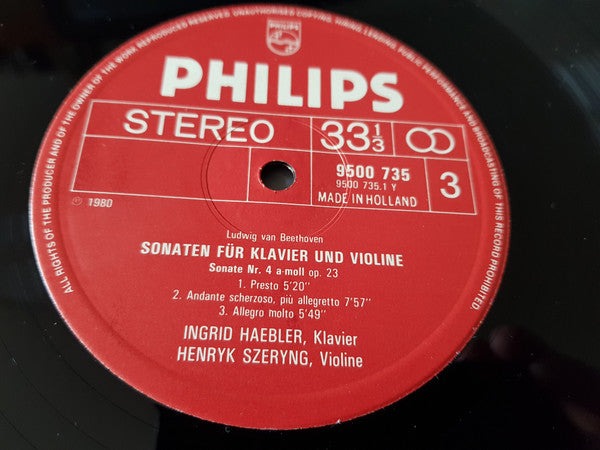 ALL RIGHTS OF THE PRODUCER AND OF THE OWNER OF THE WORK REPRODUCED RESERVED. UNAUTHORISED COPYING, HIRING, LENDING, PUBLIC PERFORMANCE AND BROADCASTING OF THIS RECORD PROHIBITED.
PHILIPS
PHILIPS
STEREO
33 1/3
9500 735
9500 735.1 Y
MADE IN HOLLAND
3
℗ 1980
Ludwig van Beethoven
SONATEN FÜR KLAVIER UND VIOLINE
Sonate Nr. 4 a-moll op. 23
1. Presto 5'20''
2. Andante scherzoso, più allegretto 7'57''
3. Allegro molto 5'49''
INGRID HAEBLER, Klavier
HENRYK SZERYNG, Violine